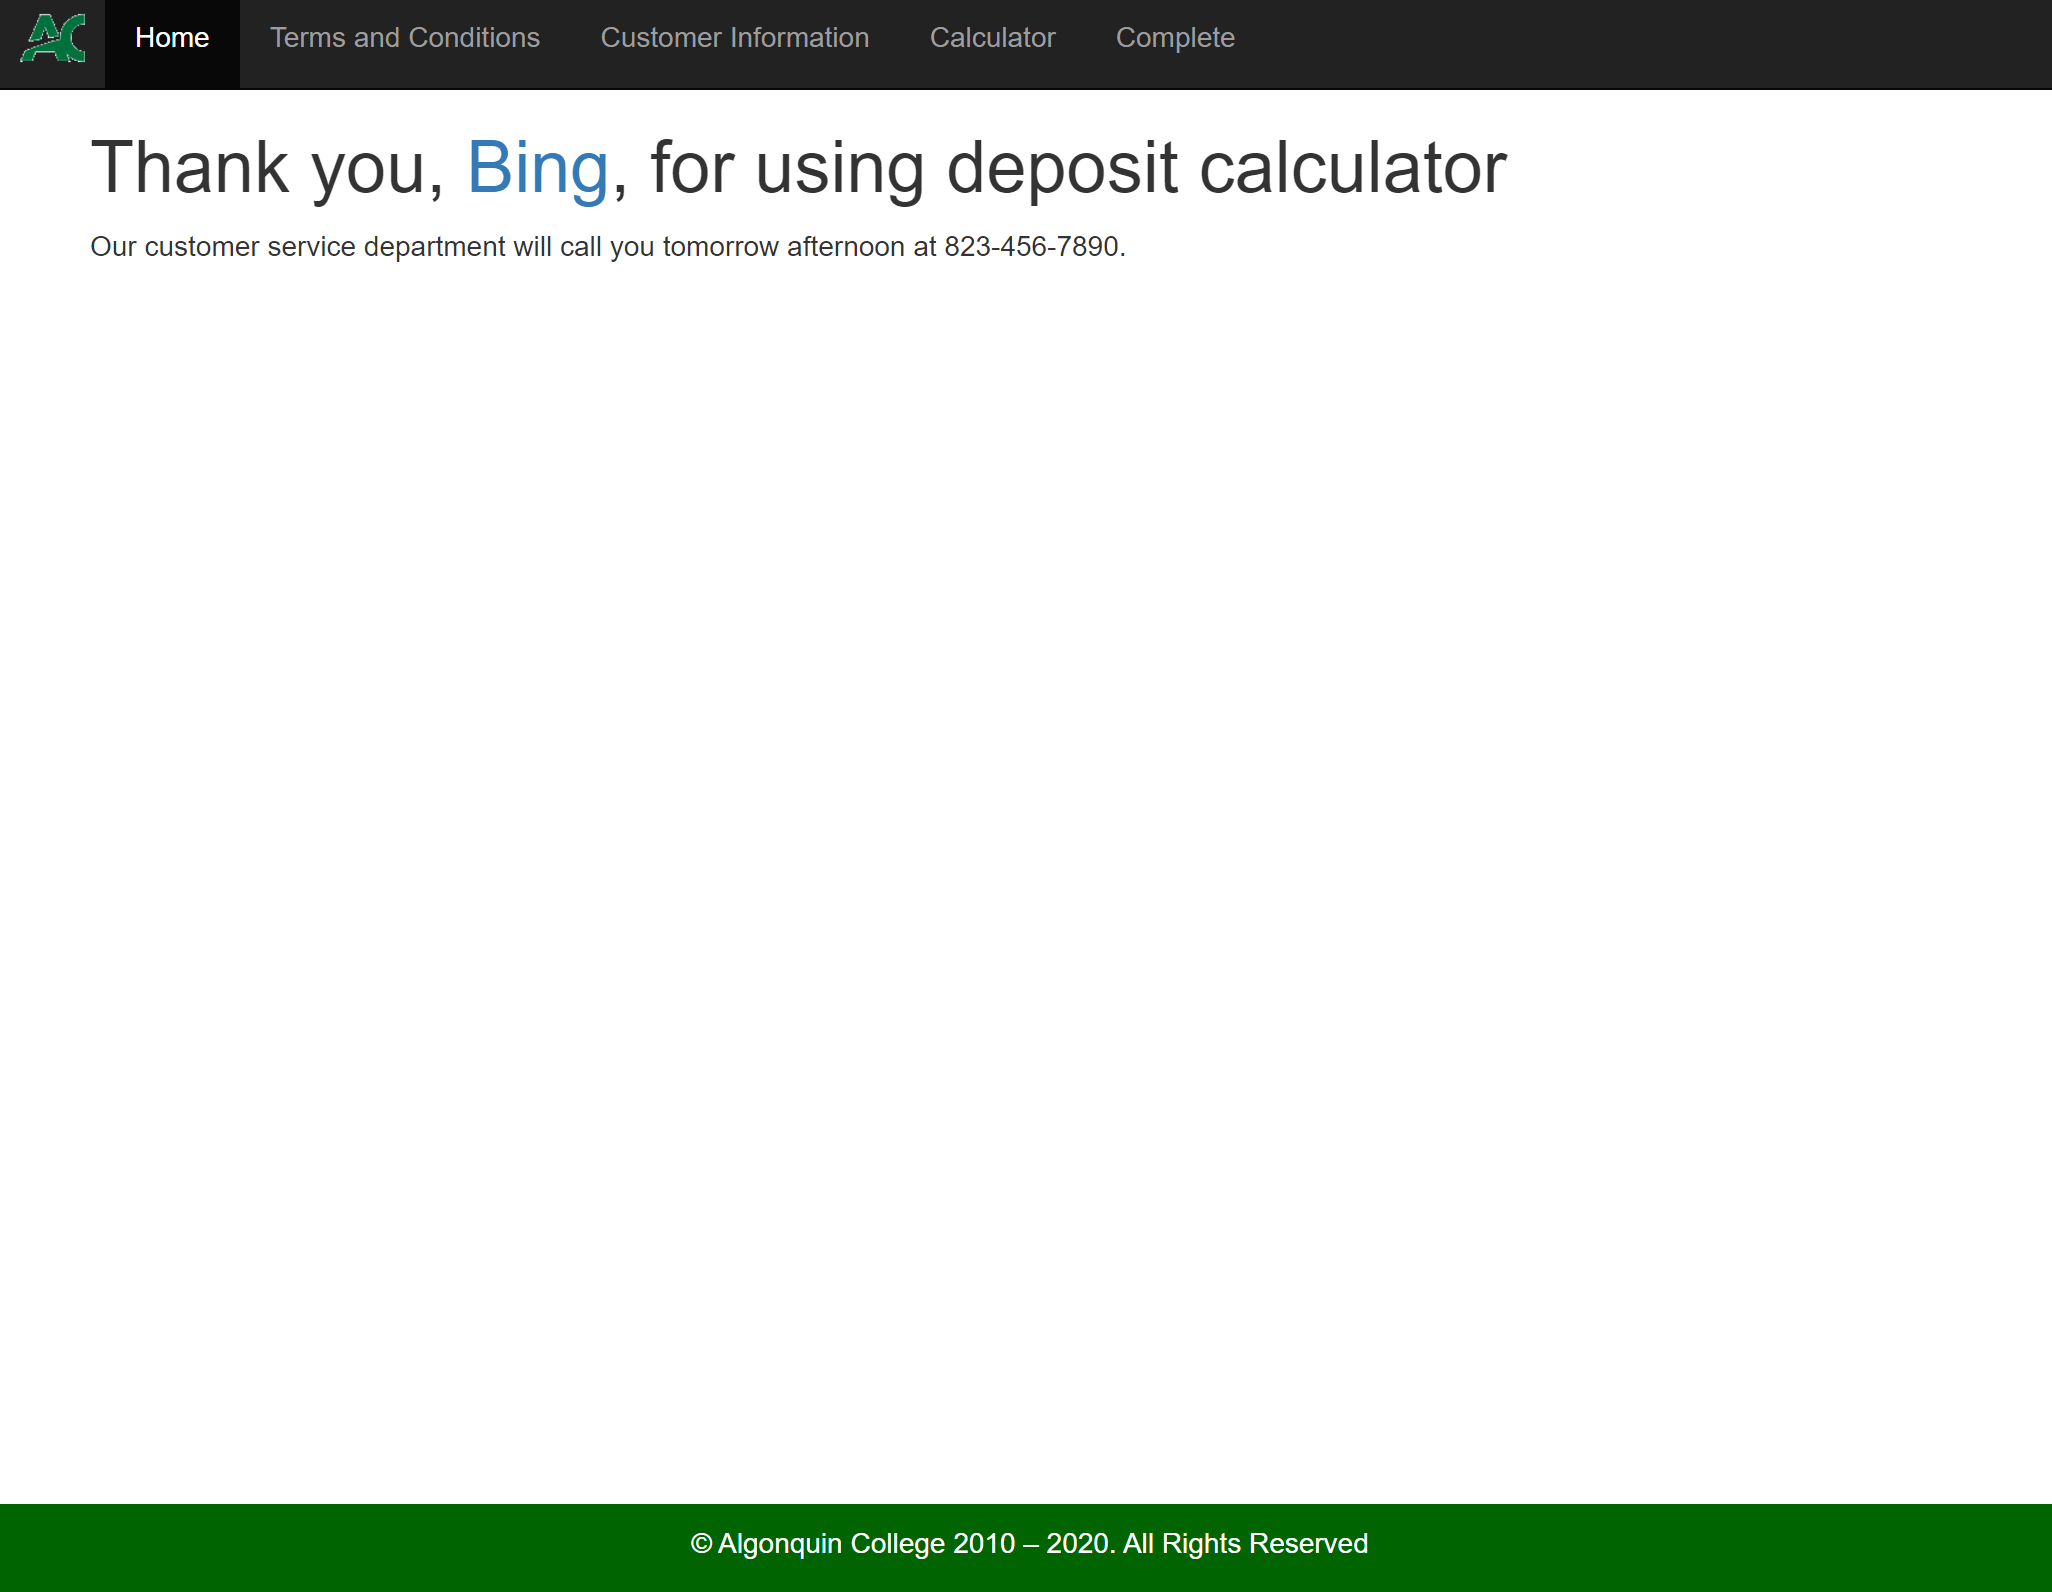 AC
Home
Terms and Conditions
Customer Information
Calculator
Complete
Thank you, Bing, for using deposit calculator
Our customer service department will call you tomorrow afternoon at 823-456-7890.
© Algonquin College 2010 – 2020. All Rights Reserved